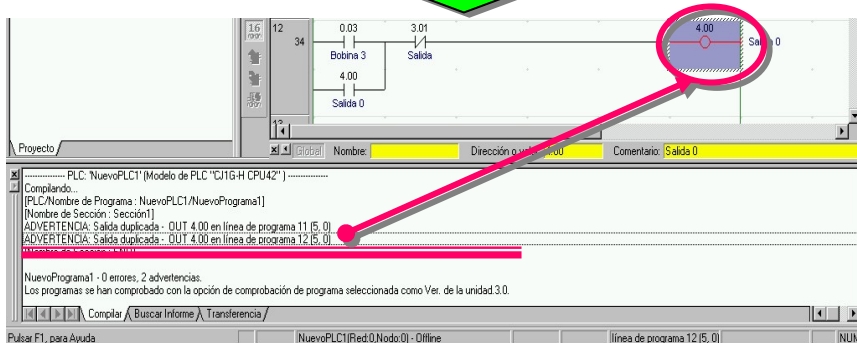 12
34
0.03
3.01
4.00
Bobina 3
Salida
4.00
Salida 0
Proyecto
Global Nombre: Comentario: Salida 0
--------------- PLC: 'NuevoPLC1' (Modelo de PLC "CJ1G-H CPU42" ) ---------------
Compilando...
[PLC/Nombre de Programa : NuevoPLC1/NuevoPrograma1]
[Nombre de Sección : Sección1]
ADVERTENCIA: Salida duplicada - OUT 4.00 en línea de programa 11 (5, 0)
ADVERTENCIA: Salida duplicada - OUT 4.00 en línea de programa 12 (5, 0)
NuevoPrograma1 - 0 errores, 2 advertencias.
Los programas se han comprobado con la opción de comprobación de programa seleccionada como Ver. de la unidad.3.0.
Compilar Buscar Informe Transferencia
Pulsar F1, para Ayuda NuevoPLC1(Red:0,Nodo:0) - Offline línea de programa 12 (5, 0) NUM